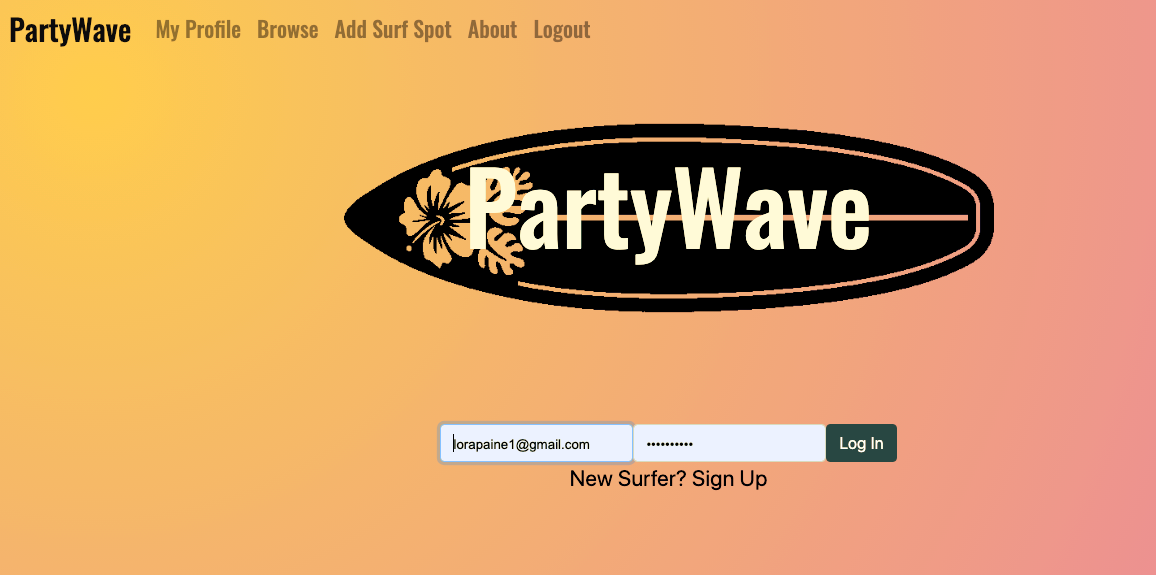 PartyWave My Profile Browse Add Surf Spot About Logout
PartyWave
lorapaine1@gmail.com •••••••••• Log In
New Surfer? Sign Up